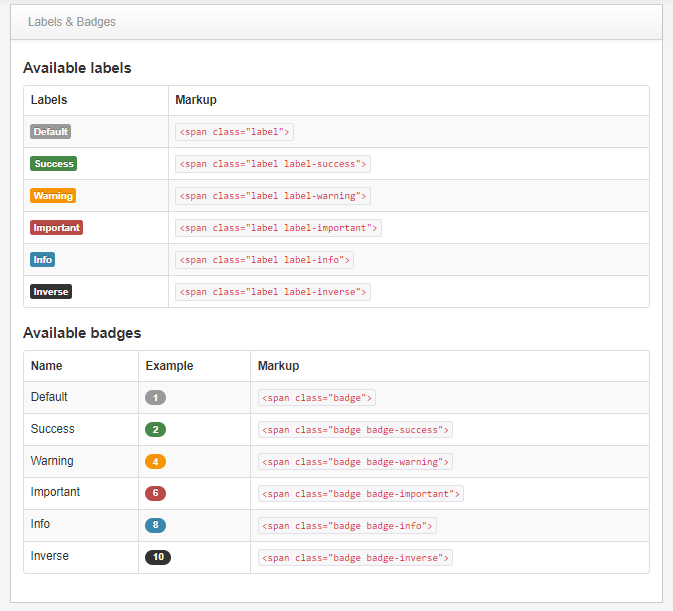 Labels & Badges
Available labels
Labels Markup
Default <span class="label">
Success <span class="label label-success">
Warning <span class="label label-warning">
Important <span class="label label-important">
Info <span class="label label-info">
Inverse <span class="label label-inverse">
Available badges
Name Example Markup
Default 1 <span class="badge">
Success 2 <span class="badge badge-success">
Warning 4 <span class="badge badge-warning">
Important 6 <span class="badge badge-important">
Info 8 <span class="badge badge-info">
Inverse 10 <span class="badge badge-inverse">